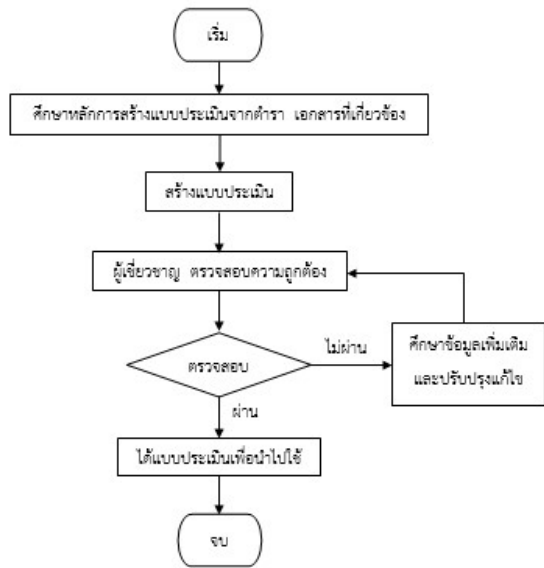 เริ่ม
ศึกษาหลักการสร้างแบบประเมินจากตำรา เอกสารที่เกี่ยวข้อง
สร้างแบบประเมิน
ผู้เชี่ยวชาญ ตรวจสอบความถูกต้อง
ตรวจสอบ
ไม่ผ่าน
ศึกษาข้อมูลเพิ่มเติม
และปรับปรุงแก้ไข
ผ่าน
ได้แบบประเมินเพื่อนำไปใช้
จบ